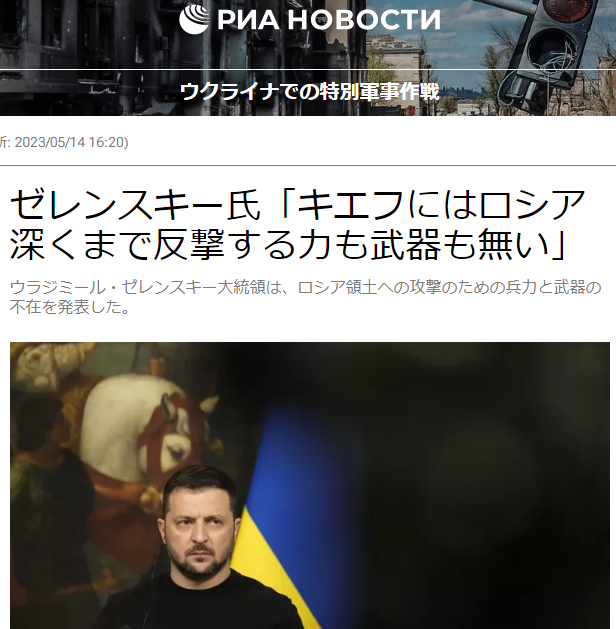 РИА НОВОСТИ
ウクライナでの特別軍事作戦
新: 2023/05/14 16:20)
ゼレンスキー氏「キエフにはロシア
深くまで反撃する力も武器も無い」
ウラジミール・ゼレンスキー大統領は、ロシア領土への攻撃のための兵力と武器の
不在を発表した。